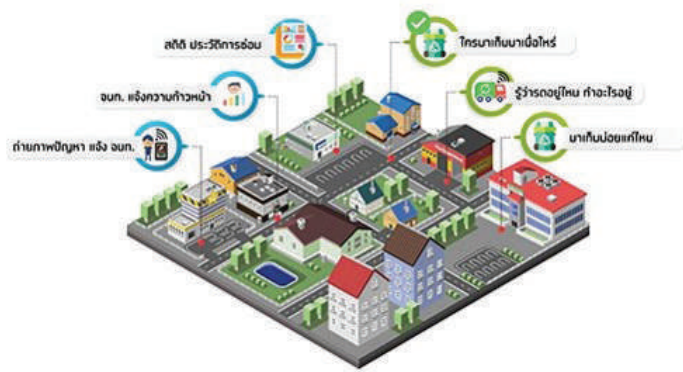 สถิติ ประวัติการซ่อม
ใครมาเก็บมาเมื่อไหร่
จนท. แจ้งความก้าวหน้า
รู้ว่ารถอยู่ไหน ทำอะไรอยู่
ถ่ายภาพปัญหา แจ้ง จนท.
มาเก็บบ่อยแค่ไหน